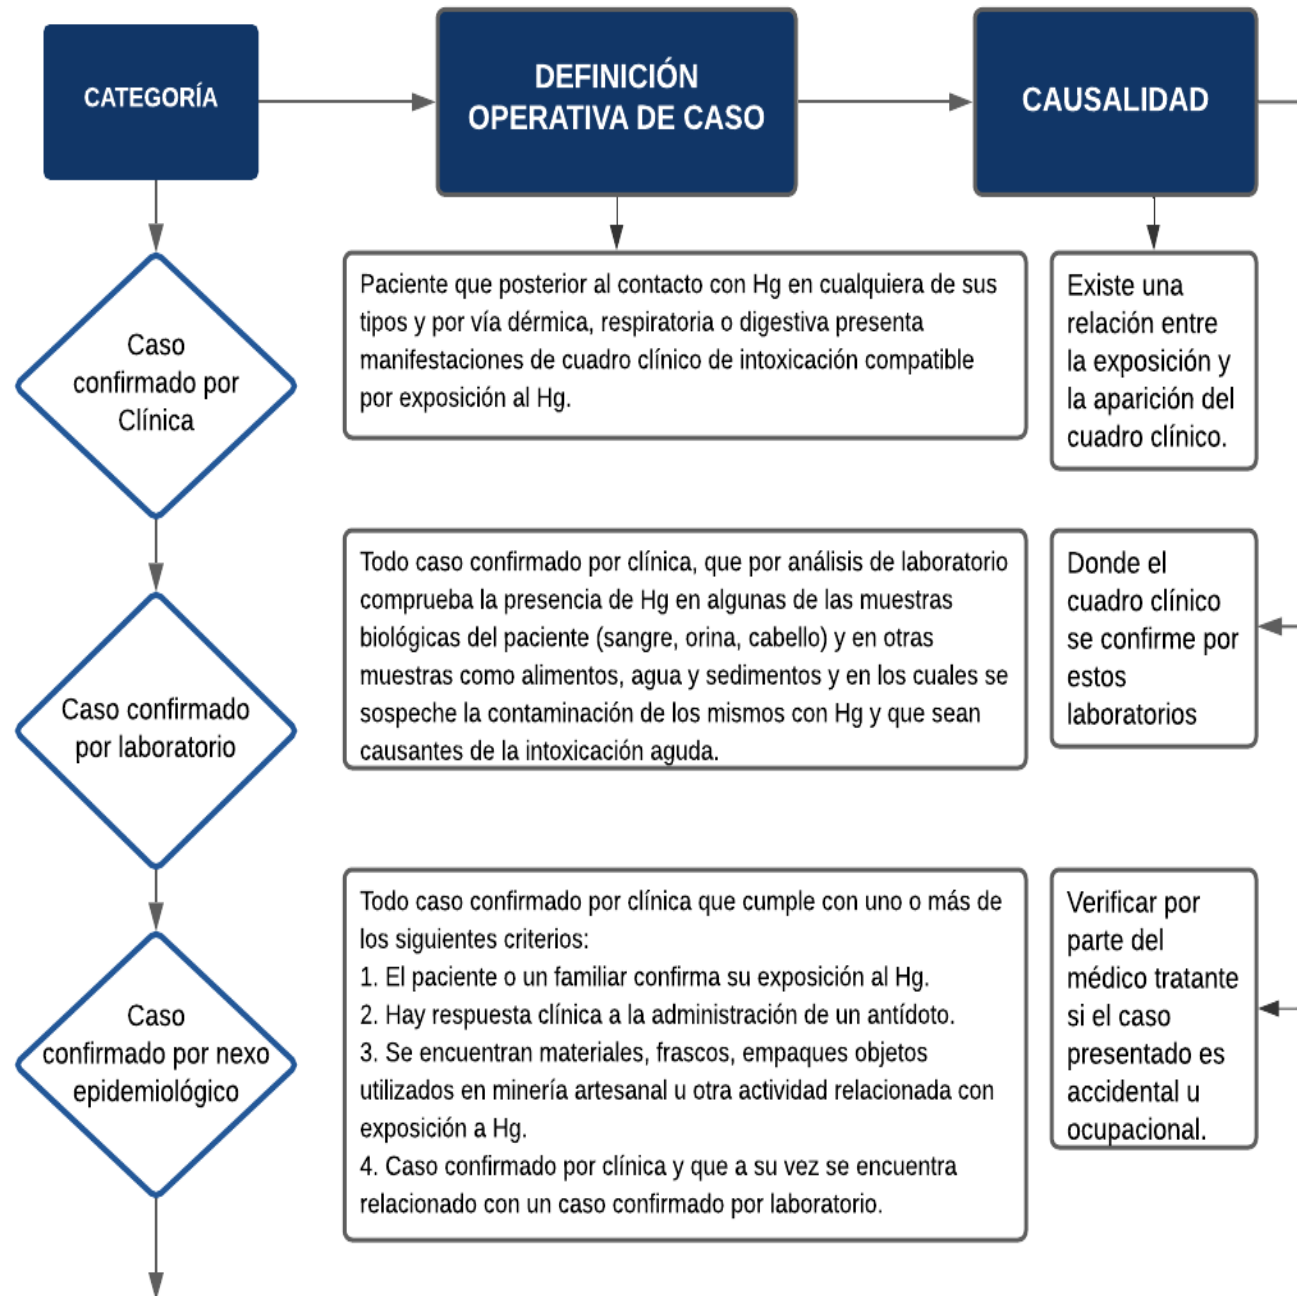 CATEGORÍA
DEFINICIÓN
OPERATIVA DE CASO
CAUSALIDAD
Caso
confirmado por
Clínica
Paciente que posterior al contacto con Hg en cualquiera de sus
tipos y por vía dérmica, respiratoria o digestiva presenta
manifestaciones de cuadro clínico de intoxicación compatible
por exposición al Hg.
Existe una
relación entre
la exposición y
la aparición del
cuadro clínico.
Caso confirmado
por laboratorio
Todo caso confirmado por clínica, que por análisis de laboratorio
comprueba la presencia de Hg en algunas de las muestras
biológicas del paciente (sangre, orina, cabello) y en otras
muestras como alimentos, agua y sedimentos y en los cuales se
sospeche la contaminación de los mismos con Hg y que sean
causantes de la intoxicación aguda.
Donde el
cuadro clínico
se confirme por
estos
laboratorios
Caso
confirmado por nexo
epidemiológico
Todo caso confirmado por clínica que cumple con uno o más de
los siguientes criterios:
1. El paciente o un familiar confirma su exposición al Hg.
2. Hay respuesta clínica a la administración de un antídoto.
3. Se encuentran materiales, frascos, empaques objetos
utilizados en minería artesanal u otra actividad relacionada con
exposición a Hg.
4. Caso confirmado por clínica y que a su vez se encuentra
relacionado con un caso confirmado por laboratorio.
Verificar por
parte del
médico tratante
si el caso
presentado es
accidental u
ocupacional.